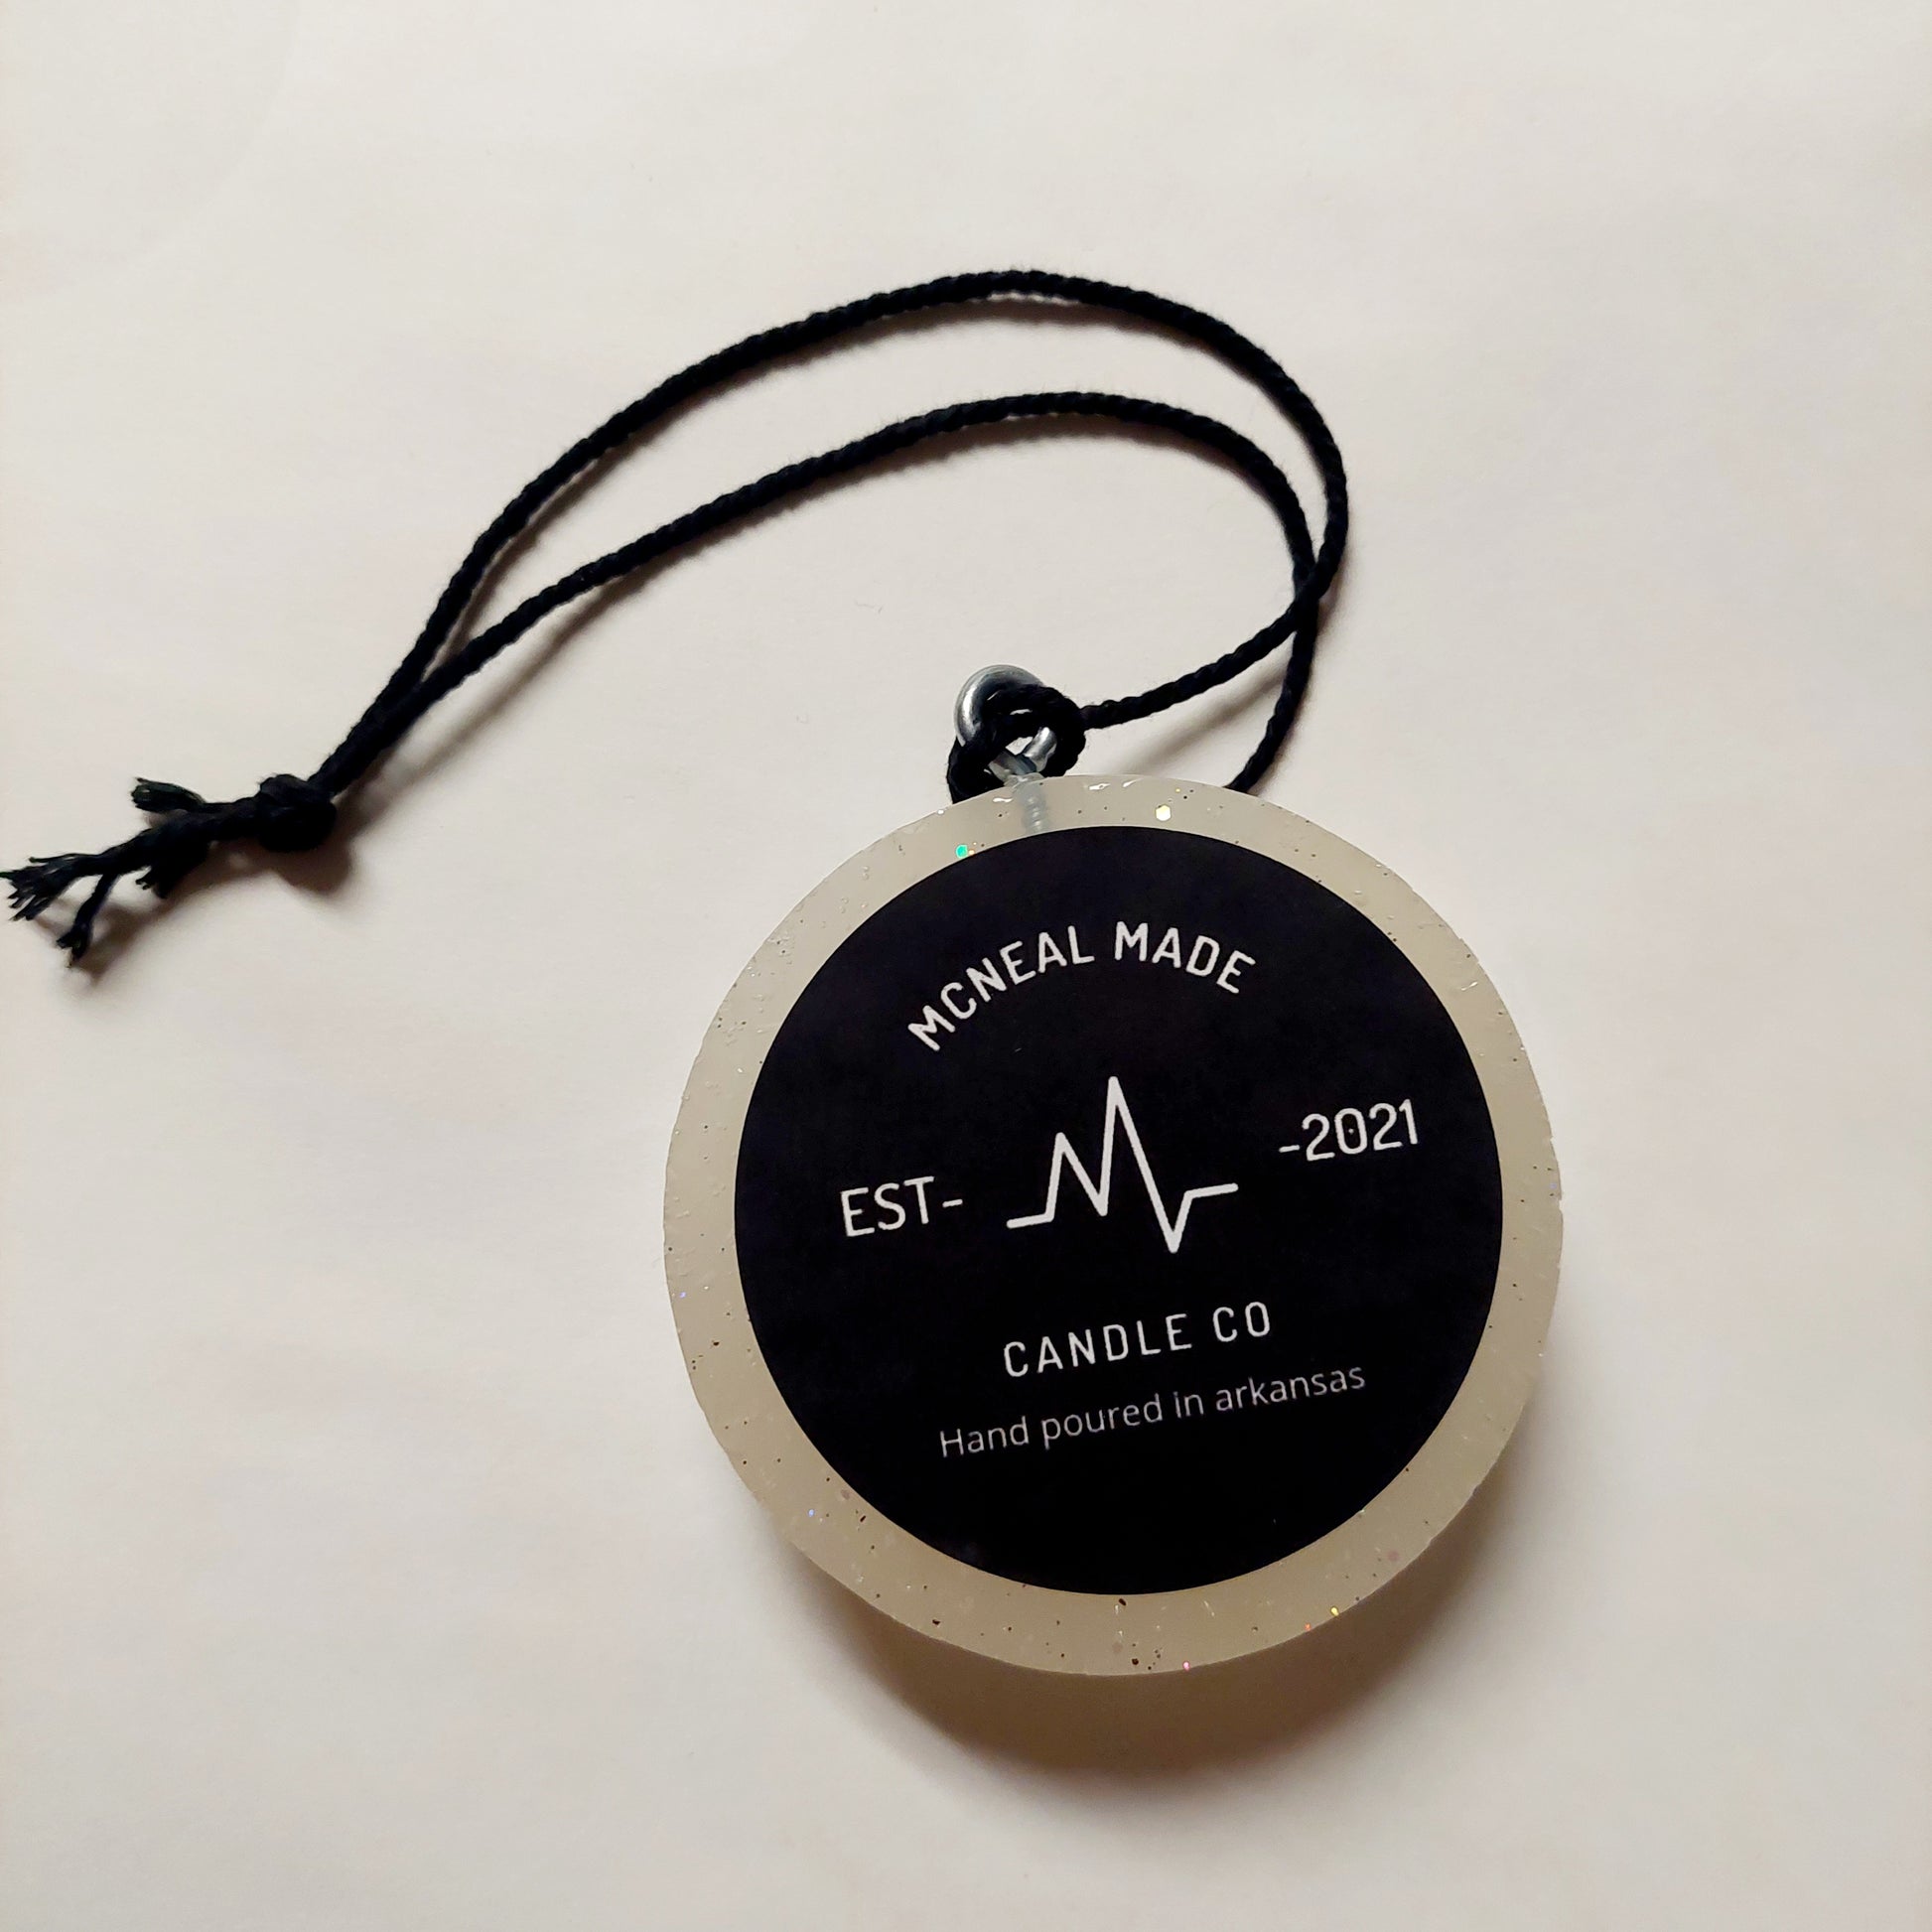 MCNEAL MADE
EST- -2021
CANDLE CO
Hand poured in arkansas